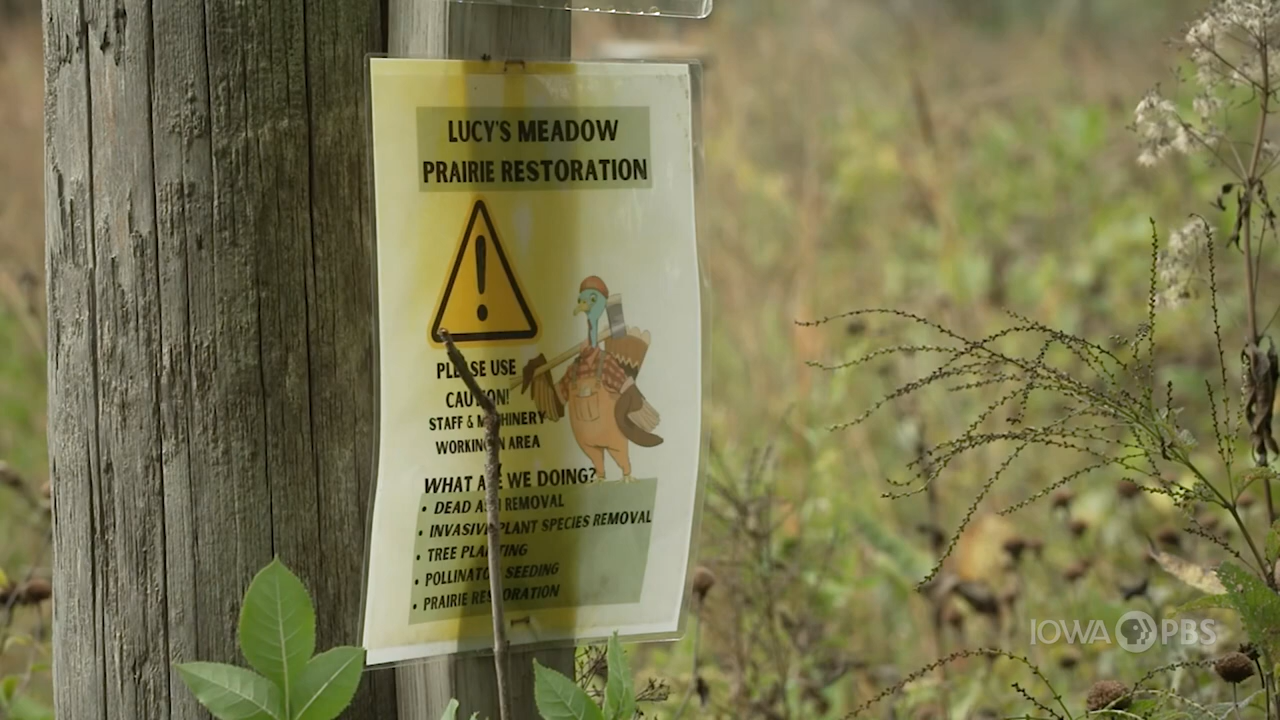 LUCY'S MEADOW
PRAIRIE RESTORATION
!
PLEASE USE
CAUTION!
STAFF & MACHINERY
WORKING IN AREA
WHAT ARE WE DOING?
• DEAD ASH REMOVAL
• INVASIVE PLANT SPECIES REMOVAL
• TREE PLANTING
• POLLINATOR SEEDING
• PRAIRIE RESTORATION
IOWA PBS